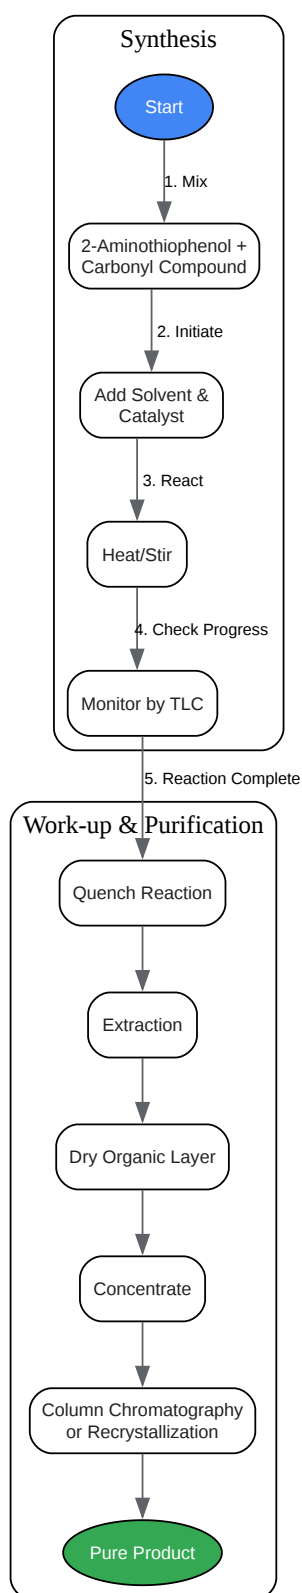 Synthesis
Start
1. Mix
2-Aminothiophenol +
Carbonyl Compound
2. Initiate
Add Solvent &
Catalyst
3. React
Heat/Stir
4. Check Progress
Monitor by TLC
5. Reaction Complete
Work-up & Purification
Quench Reaction
Extraction
Dry Organic Layer
Concentrate
Column Chromatography
or Recrystallization
Pure Product